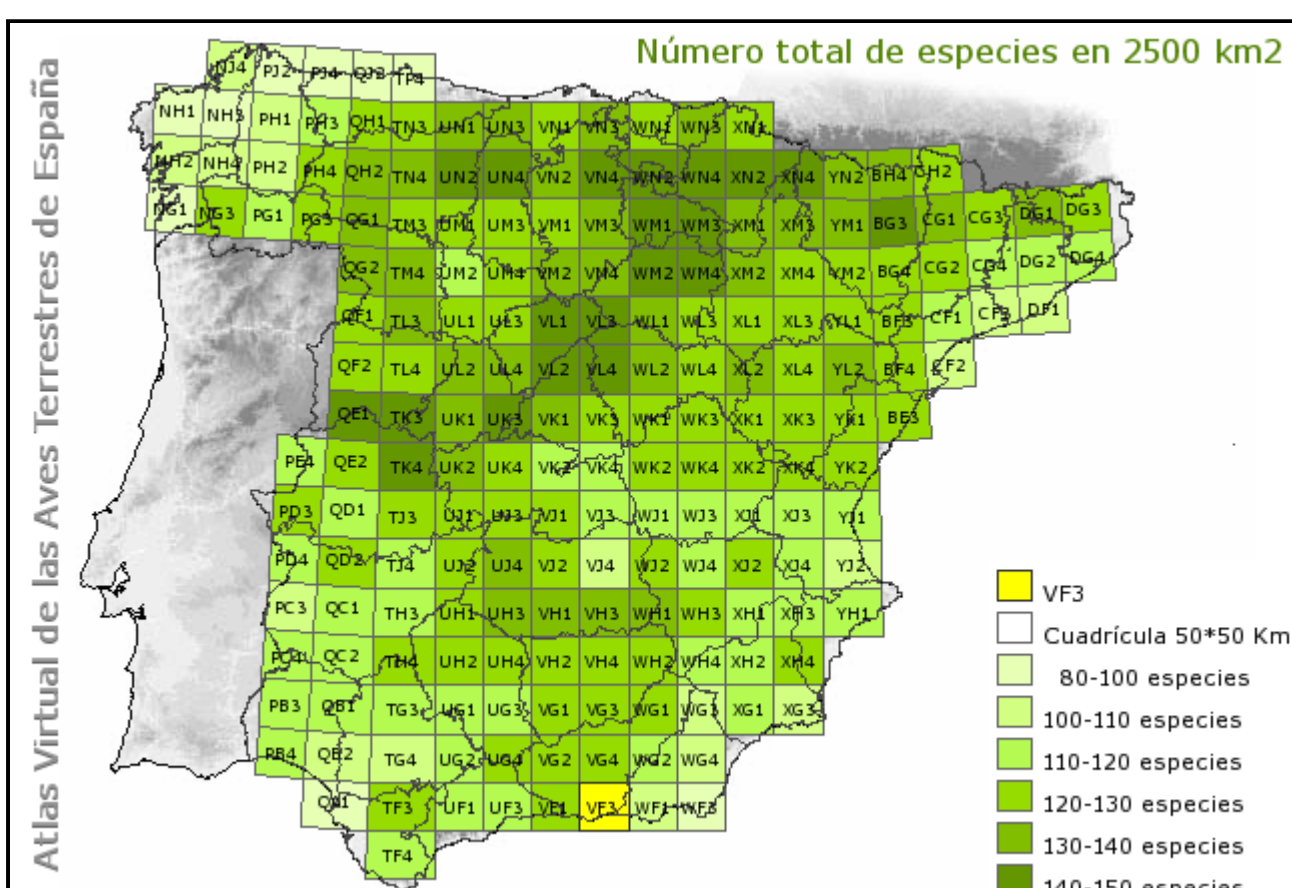 Número total de especies en 2500 km2
Atlas Virtual de las Aves Terrestres de España
NJ4 PJ2 PJ4 QJ2 TP4
NH1 NH3 PH1 PH3 QH1 TN3 UN1 UN3 VN1 VN3 WN1 WN3 XN1
NH2 NH4 PH2 PH4 QH2 TN4 UN2 UN4 VN2 VN4 WN2 WN4 XN2 XN4 YN2 BH4 CH2
NG1 NG3 PG1 PG3 QG1 TM3 UM1 UM3 VM1 VM3 WM1 WM3 XM1 XM3 YM1 BG3 CG1 CG3 DG1 DG3
QG2 TM4 UM2 UM4 VM2 VM4 WM2 WM4 XM2 XM4 YM2 BG4 CG2 CG4 DG2 DG4
QF1 TL3 UL1 UL3 VL1 VL3 WL1 WL3 XL1 XL3 YL1 BF3 CF1 CF3 DF1
QF2 TL4 UL2 UL4 VL2 VL4 WL2 WL4 XL2 XL4 YL2 BF4 CF2
QE1 TK3 UK1 UK3 VK1 VK3 WK1 WK3 XK1 XK3 YK1 BE3
PE4 QE2 TK4 UK2 UK4 VK2 VK4 WK2 WK4 XK2 XK4 YK2
PD3 QD1 TJ3 UJ1 UJ3 VJ1 VJ3 WJ1 WJ3 XJ1 XJ3 YJ1
PD4 QD2 TJ4 UJ2 UJ4 VJ2 VJ4 WJ2 WJ4 XJ2 XJ4 YJ2
PC3 QC1 TH3 UH1 UH3 VH1 VH3 WH1 WH3 XH1 XH3 YH1
PC4 QC2 TH4 UH2 UH4 VH2 VH4 WH2 WH4 XH2 XH4
PB3 QB1 TG3 UG1 UG3 VG1 VG3 WG1 WG3 XG1 XG3
PB4 QB2 TG4 UG2 UG4 VG2 VG4 WG2 WG4
QA1 TF3 UF1 UF3 VF1 VF3 WF1 WF3
TF4
VF3
Cuadrícula 50*50 Km
80-100 especies
100-110 especies
110-120 especies
120-130 especies
130-140 especies
140-150 especies